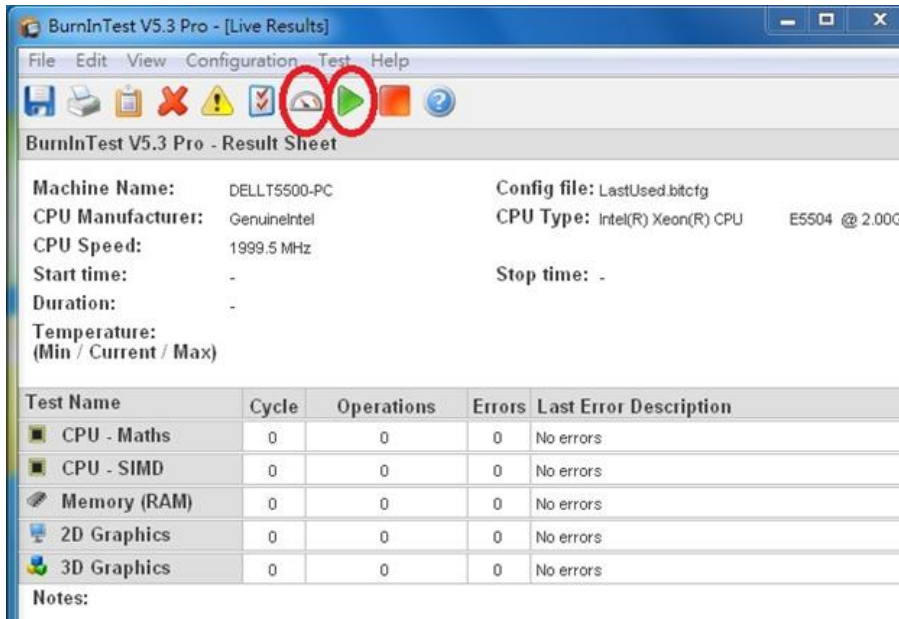 BurnInTest V5.3 Pro - [Live Results]
File Edit View Configuration Test Help
BurnInTest V5.3 Pro - Result Sheet
Machine Name: DELLT5500-PC Config file: LastUsed.bitcfg
CPU Manufacturer: GenuineIntel CPU Type: Intel(R) Xeon(R) CPU E5504 @ 2.00G
CPU Speed: 1999.5 MHz
Start time: - Stop time: -
Duration: -
Temperature:
(Min / Current / Max)
Test Name Cycle Operations Errors Last Error Description
CPU - Maths 0 0 0 No errors
CPU - SIMD 0 0 0 No errors
Memory (RAM) 0 0 0 No errors
2D Graphics 0 0 0 No errors
3D Graphics 0 0 0 No errors
Notes: